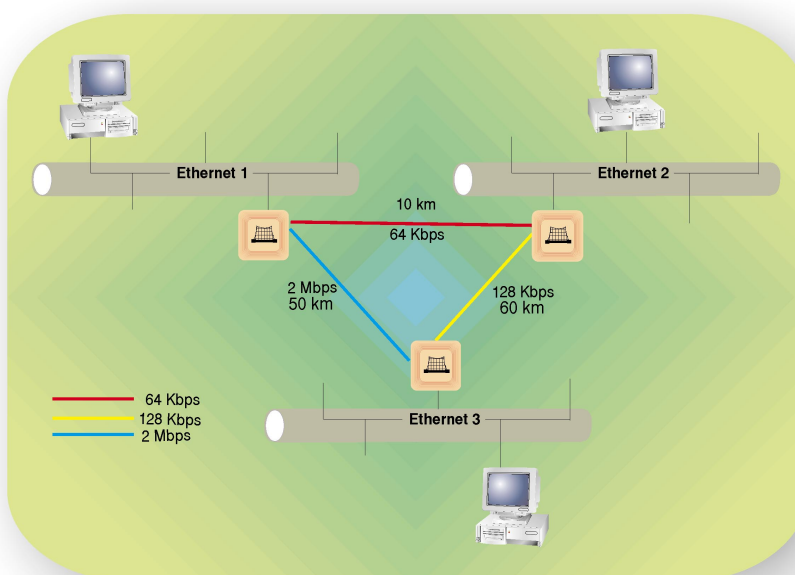 Ethernet 1
Ethernet 2
10 km
64 Kbps
2 Mbps
50 km
128 Kbps
60 km
64 Kbps
128 Kbps
2 Mbps
Ethernet 3